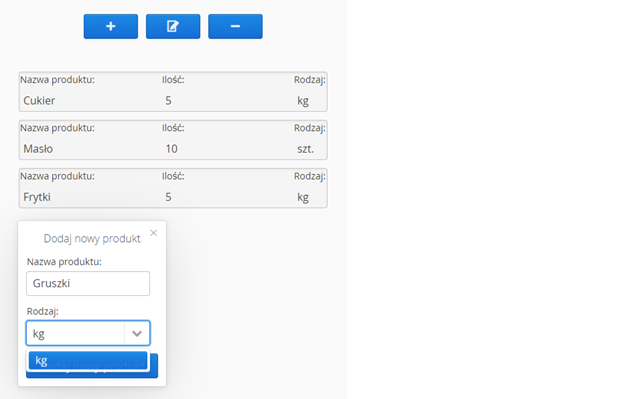 Nazwa produktu: Ilość: Rodzaj:
Cukier 5 kg
Nazwa produktu: Ilość: Rodzaj:
Masło 10 szt.
Nazwa produktu: Ilość: Rodzaj:
Frytki 5 kg
Dodaj nowy produkt
Nazwa produktu:
Gruszki
Rodzaj:
kg
kg